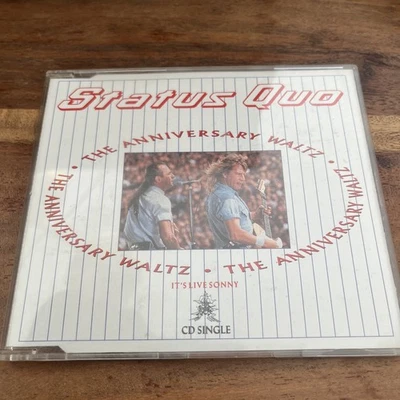 Status Quo
THE ANNIVERSARY WALTZ • THE ANNIVERSARY WALTZ • THE ANNIVERSARY WALTZ •
IT'S LIVE SONNY
CD SINGLE